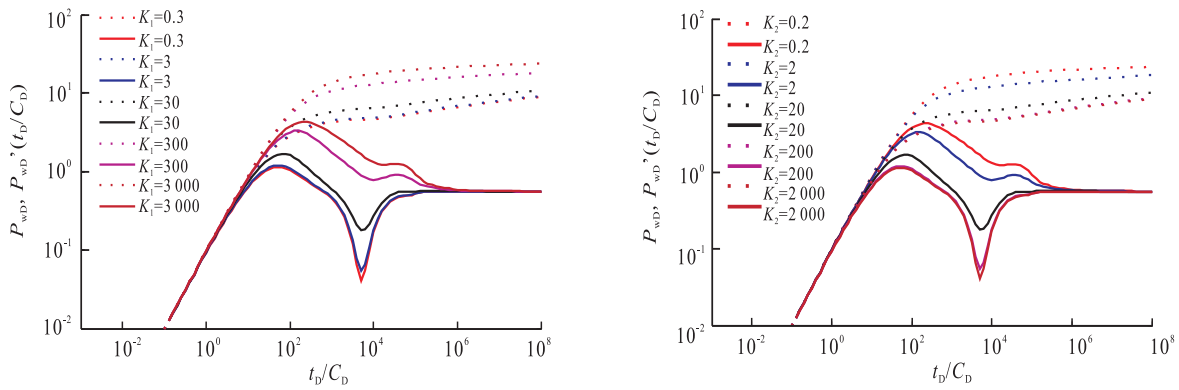 P_wD, P_wD'(t_D/C_D)
10^2
10^1
10^0
10^-1
10^-2
K_1=0.3
K_1=0.3
K_1=3
K_1=3
K_1=30
K_1=30
K_1=300
K_1=300
K_1=3 000
K_1=3 000
10^-2 10^0 10^2 10^4 10^6 10^8
t_D/C_D
P_wD, P_wD'(t_D/C_D)
10^2
10^1
10^0
10^-1
10^-2
K_2=0.2
K_2=0.2
K_2=2
K_2=2
K_2=20
K_2=20
K_2=200
K_2=200
K_2=2 000
K_2=2 000
10^-2 10^0 10^2 10^4 10^6 10^8
t_D/C_D